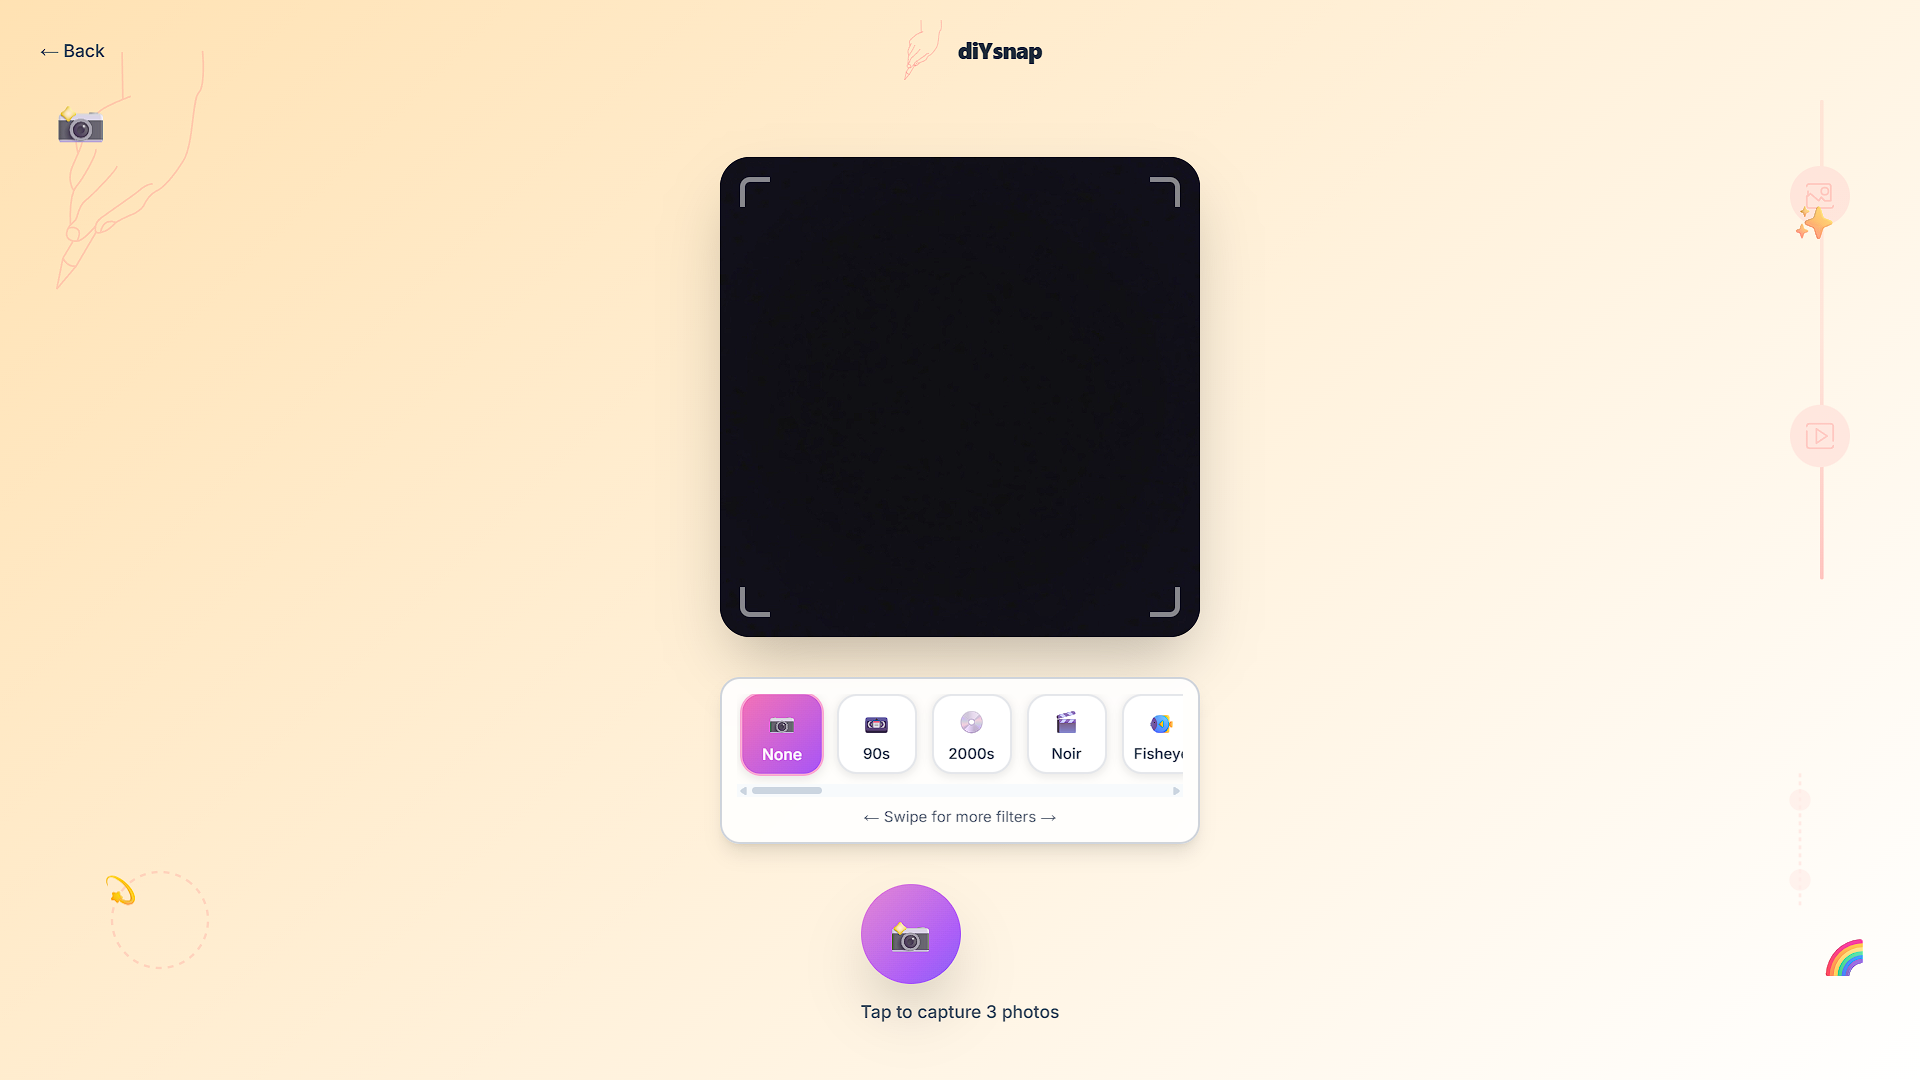 ← Back
diYsnap
None
90s
2000s
Noir
Fisheye
← Swipe for more filters →
Tap to capture 3 photos